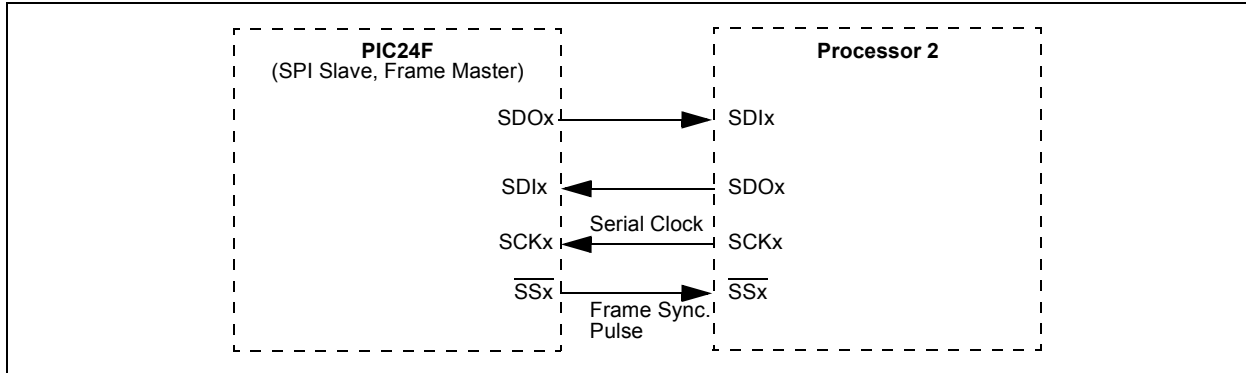 PIC24F
(SPI Slave, Frame Master)
Processor 2
SDOx
SDIx
SDIx
SDOx
Serial Clock
SCKx
SCKx
SSx
SSx
Frame Sync.
Pulse